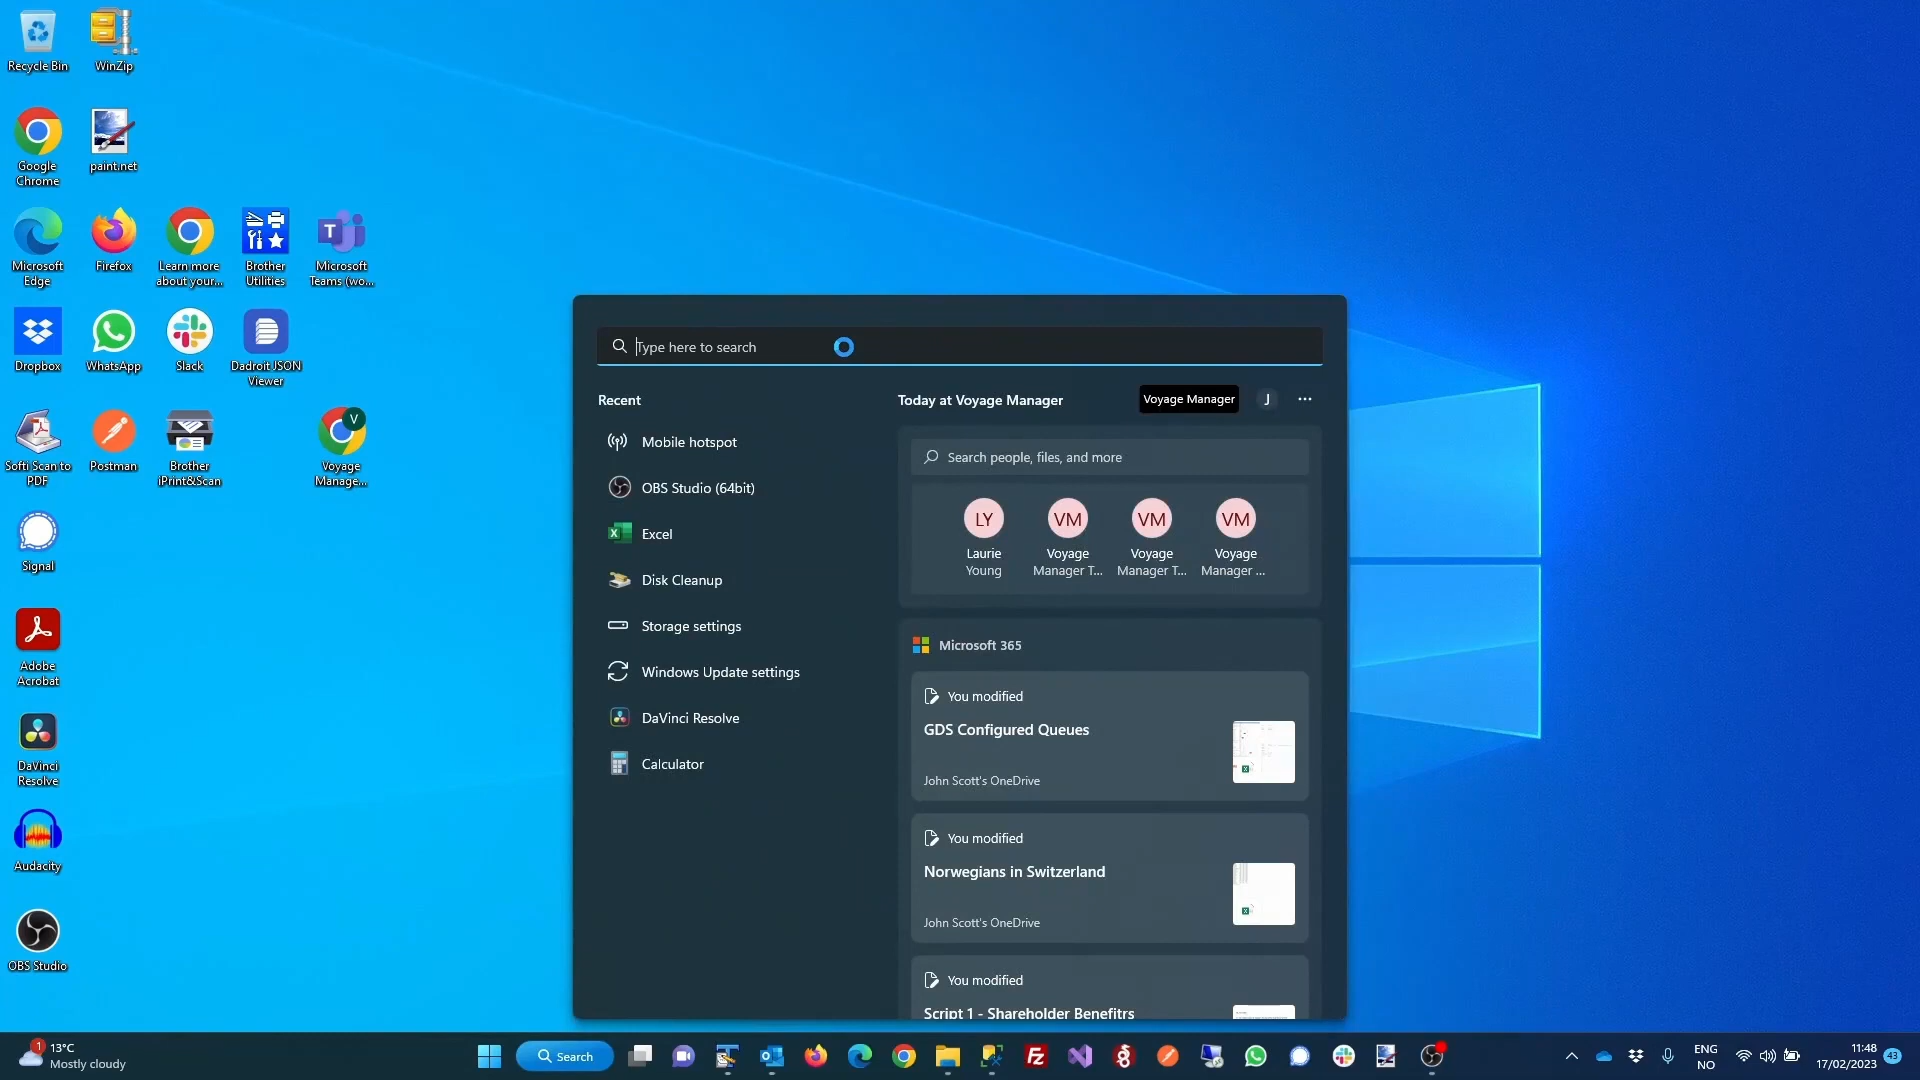 Recycle Bin
WinZip
Google
Chrome
paint.net
Microsoft
Edge
Firefox
Learn more
about your...
Brother
Utilities
T
Microsoft
Teams (wo...
Dropbox
WhatsApp
Slack
Dadroit JSON
Viewer
Softi Scan to
PDF
Postman
Brother
iPrint&Scan
V
Voyage
Manage...
Signal
Adobe
Acrobat
DaVinci
Resolve
Audacity
OBS Studio
Type here to search
Recent
Mobile hotspot
OBS Studio (64bit)
Excel
Disk Cleanup
Storage settings
Windows Update settings
DaVinci Resolve
Calculator
Today at Voyage Manager
Voyage Manager
J
Search people, files, and more
LY
VM
VM
VM
Laurie
Young
Voyage
Manager T...
Voyage
Manager T...
Voyage
Manager ...
Microsoft 365
You modified
GDS Configured Queues
John Scott's OneDrive
You modified
Norwegians in Switzerland
John Scott's OneDrive
You modified
Script 1 - Shareholder Benefitrs
1
13°C
Mostly cloudy
Search
FZ
ENG
NO
11:48
17/02/2023
43